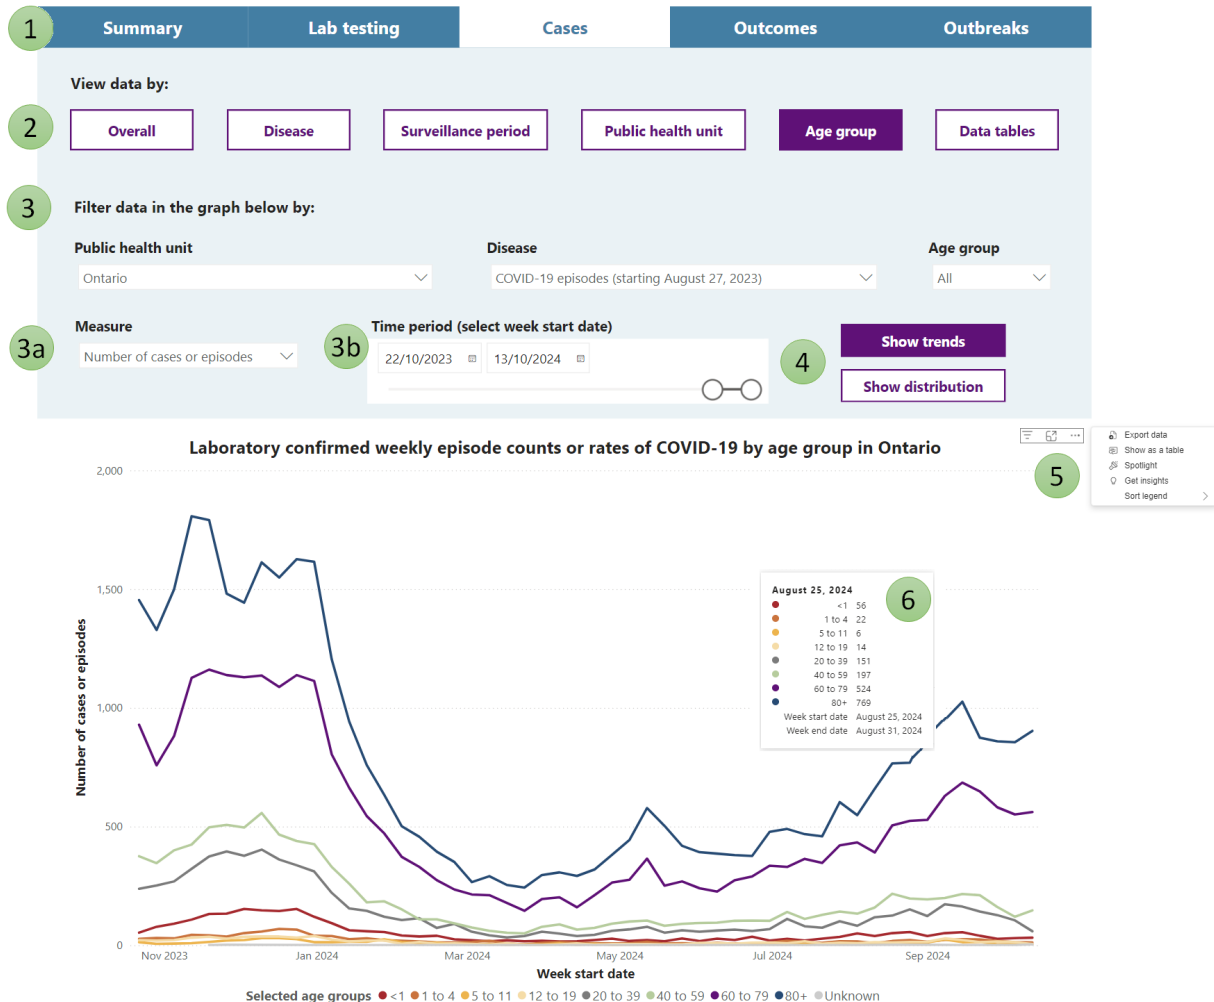 1 Summary Lab testing Cases Outcomes Outbreaks
View data by:
2 Overall Disease Surveillance period Public health unit Age group Data tables
3 Filter data in the graph below by:
Public health unit Disease Age group
Ontario COVID-19 episodes (starting August 27, 2023) All
Measure Time period (select week start date)
3a Number of cases or episodes 3b 22/10/2023 13/10/2024 4 Show trends
Show distribution
Laboratory confirmed weekly episode counts or rates of COVID-19 by age group in Ontario
Export data
Show as a table
Spotlight
Get insights
Sort legend
5
2,000
1,500
1,000
500
0
Number of cases or episodes
August 25, 2024
6
<1 56
1 to 4 22
5 to 11 6
12 to 19 14
20 to 39 151
40 to 59 197
60 to 79 524
80+ 769
Week start date August 25, 2024
Week end date August 31, 2024
Nov 2023 Jan 2024 Mar 2024 May 2024 Jul 2024 Sep 2024
Week start date
Selected age groups <1 1 to 4 5 to 11 12 to 19 20 to 39 40 to 59 60 to 79 80+ Unknown